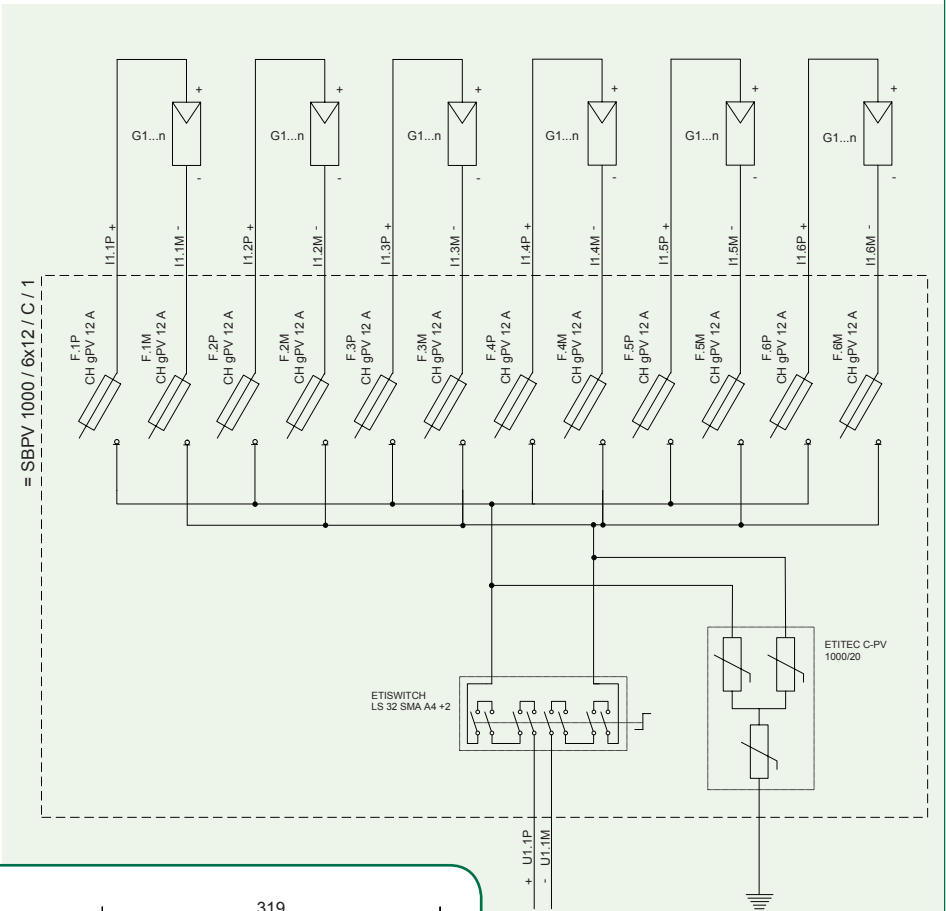 + + + + + +
G1...n G1...n G1...n G1...n G1...n G1...n
- - - - - -
I1.1P +
I1.1M -
I1.2P +
I1.2M -
I1.3P +
I1.3M -
I1.4P +
I1.4M -
I1.5P +
I1.5M -
I1.6P +
I1.6M -
= SBPV 1000 / 6x12 / C / 1
F.1P
CH gPV 12 A
F.1M
CH gPV 12 A
F.2P
CH gPV 12 A
F.2M
CH gPV 12 A
F.3P
CH gPV 12 A
F.3M
CH gPV 12 A
F.4P
CH gPV 12 A
F.4M
CH gPV 12 A
F.5P
CH gPV 12 A
F.5M
CH gPV 12 A
F.6P
CH gPV 12 A
F.6M
CH gPV 12 A
ETITEC C-PV
1000/20
ETISWITCH
LS 32 SMA A4 +2
+ U1.1P
- U1.1M
319